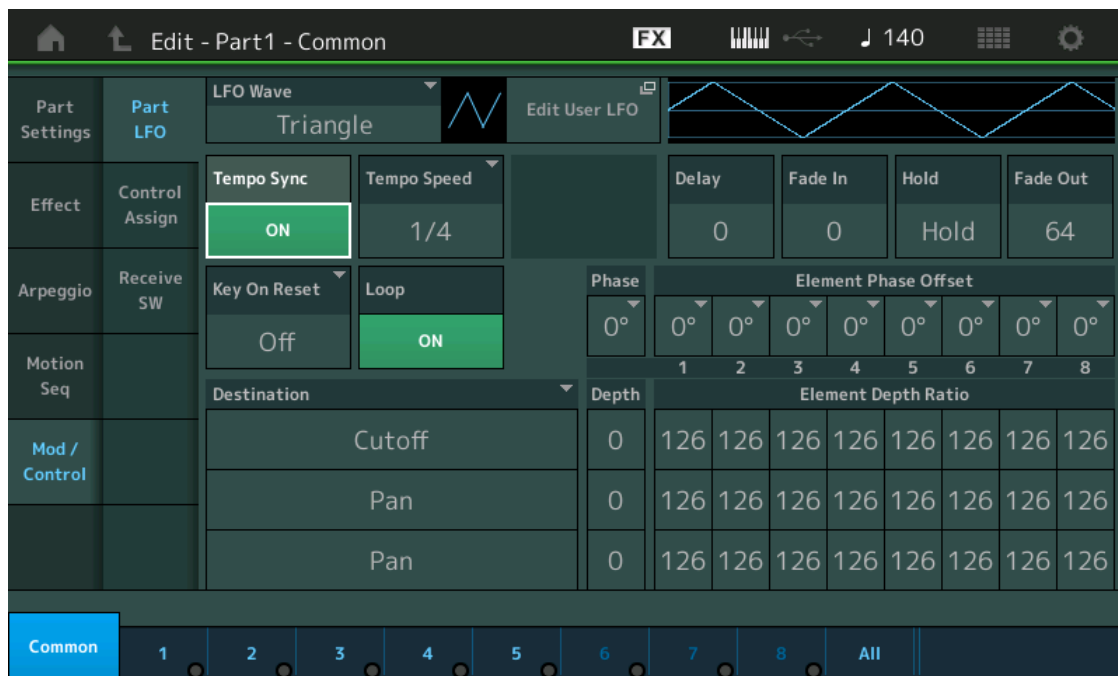 Edit - Part1 - Common
FX
♩ 140
Part Settings
Effect
Arpeggio
Motion Seq
Mod / Control
Part LFO
Control Assign
Receive SW
LFO Wave
Triangle
Edit User LFO
Tempo Sync
ON
Tempo Speed
1/4
Delay
0
Fade In
0
Hold
Hold
Fade Out
64
Key On Reset
Off
Loop
ON
Phase
0°
Element Phase Offset
0° 0° 0° 0° 0° 0° 0° 0°
1 2 3 4 5 6 7 8
Destination Depth Element Depth Ratio
Cutoff 0 126 126 126 126 126 126 126 126
Pan 0 126 126 126 126 126 126 126 126
Pan 0 126 126 126 126 126 126 126 126
Common 1 2 3 4 5 6 7 8 All